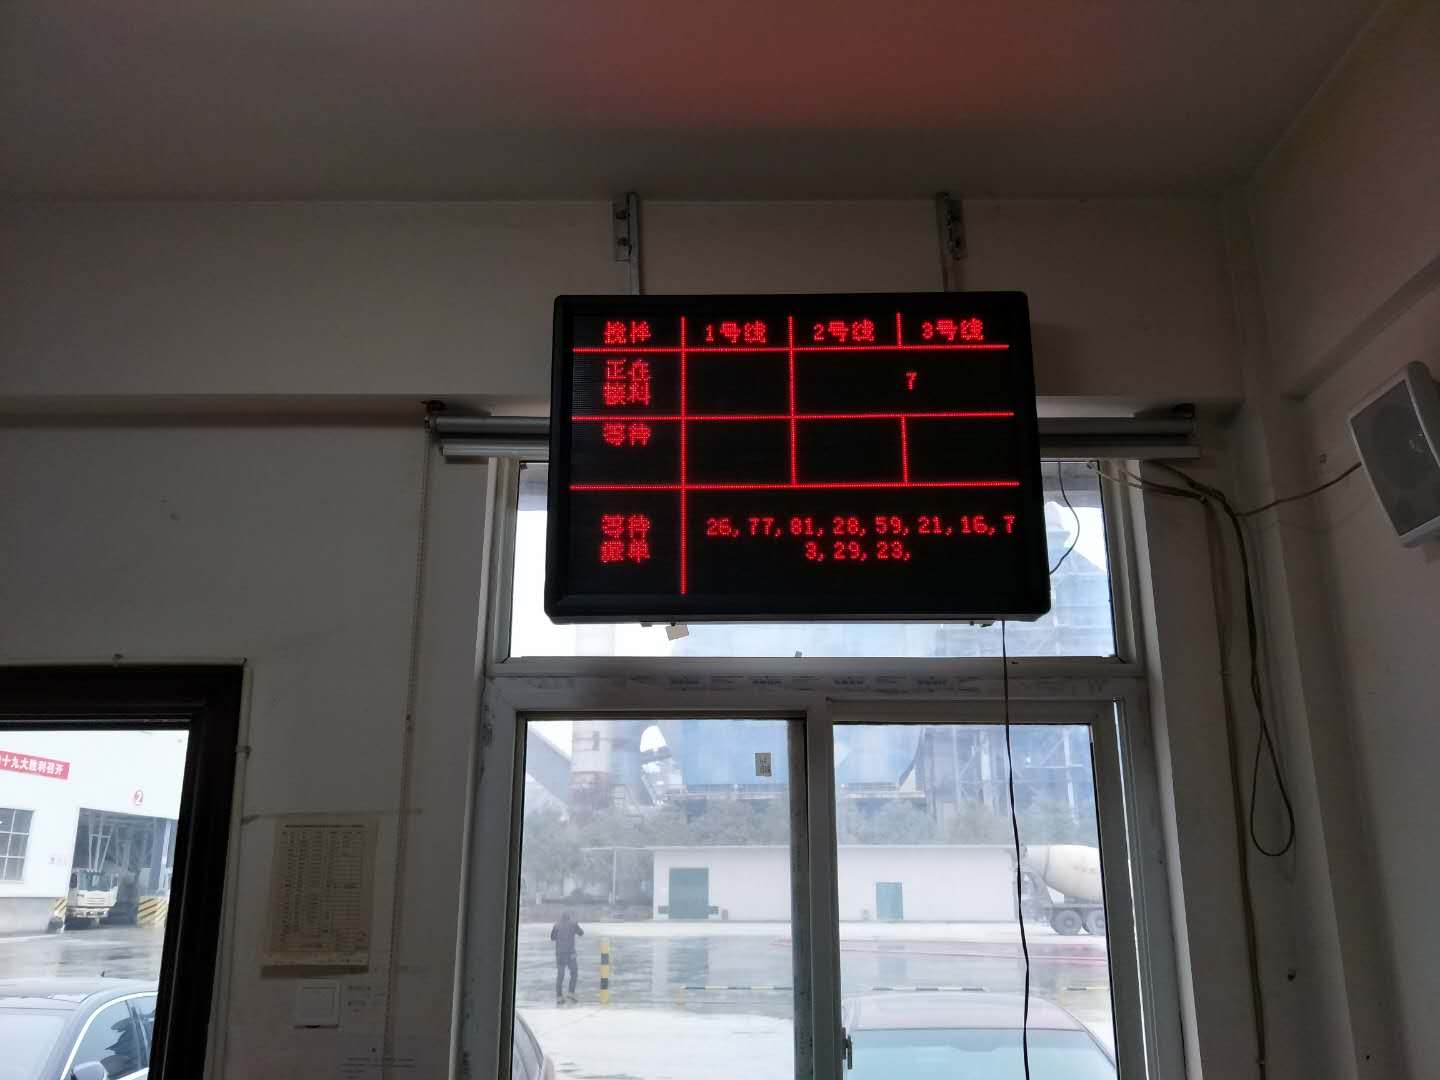 搅拌 1号线 2号线 3号线
正在
装料
7
等待
等待
派单
26, 77, 81, 28, 59, 21, 16, 7
3, 29, 23,
十九大胜利召开
2